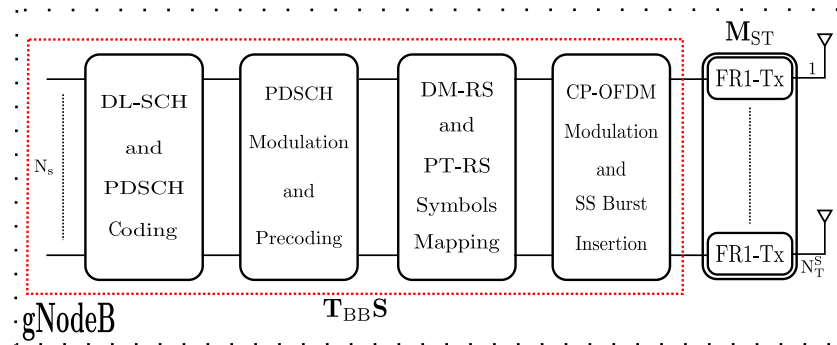 M_ST
DL-SCH
and
PDSCH
Coding
PDSCH
Modulation
and
Precoding
DM-RS
and
PT-RS
Symbols
Mapping
CP-OFDM
Modulation
and
SS Burst
Insertion
FR1-Tx
1
N_s
FR1-Tx
N_T^S
T_BB S
gNodeB